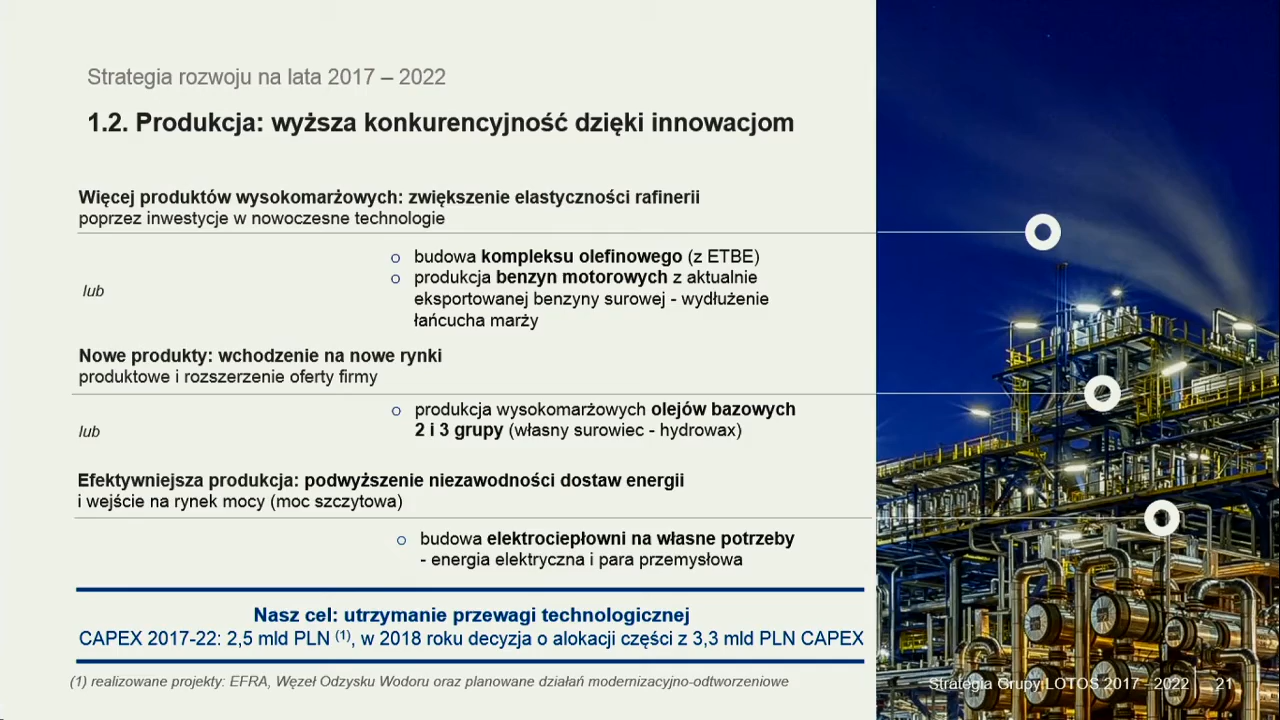 Strategia rozwoju na lata 2017 – 2022
1.2. Produkcja: wyższa konkurencyjność dzięki innowacjom
Więcej produktów wysokomarżowych: zwiększenie elastyczności rafinerii
poprzez inwestycje w nowoczesne technologie
o budowa kompleksu olefinowego (z ETBE)
o produkcja benzyn motorowych z aktualnie
eksportowanej benzyny surowej - wydłużenie
łańcucha marży
lub
Nowe produkty: wchodzenie na nowe rynki
produktowe i rozszerzenie oferty firmy
o produkcja wysokomarżowych olejów bazowych
2 i 3 grupy (własny surowiec - hydrowax)
lub
Efektywniejsza produkcja: podwyższenie niezawodności dostaw energii
i wejście na rynek mocy (moc szczytowa)
o budowa elektrociepłowni na własne potrzeby
- energia elektryczna i para przemysłowa
Nasz cel: utrzymanie przewagi technologicznej
CAPEX 2017-22: 2,5 mld PLN (1), w 2018 roku decyzja o alokacji części z 3,3 mld PLN CAPEX
(1) realizowane projekty: EFRA, Węzeł Odzysku Wodoru oraz planowane działań modernizacyjno-odtworzeniowe
Strategia Grupy LOTOS 2017 - 2022 | 21